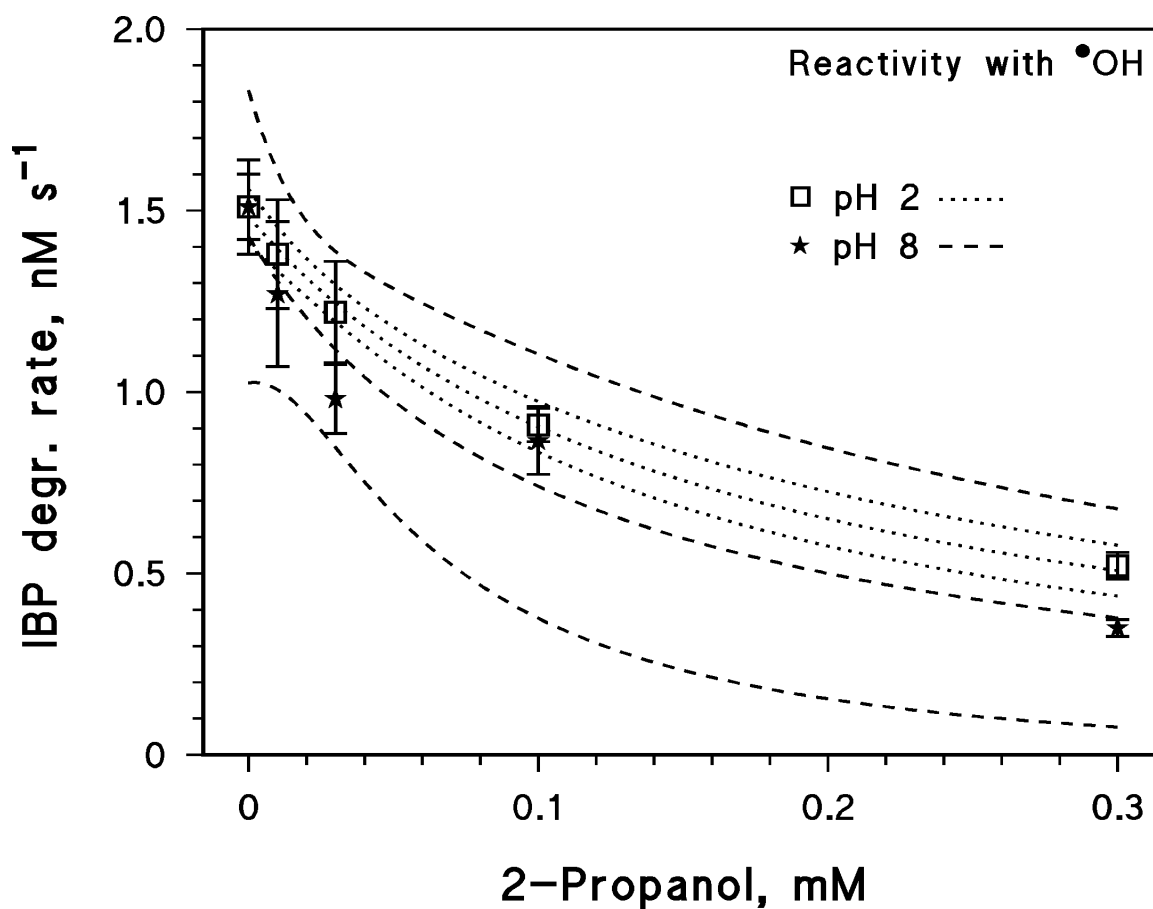 2.0
1.5
1.0
0.5
0
IBP degr. rate, nM s⁻¹
Reactivity with •OH
pH 2
pH 8
0 0.1 0.2 0.3
2-Propanol, mM